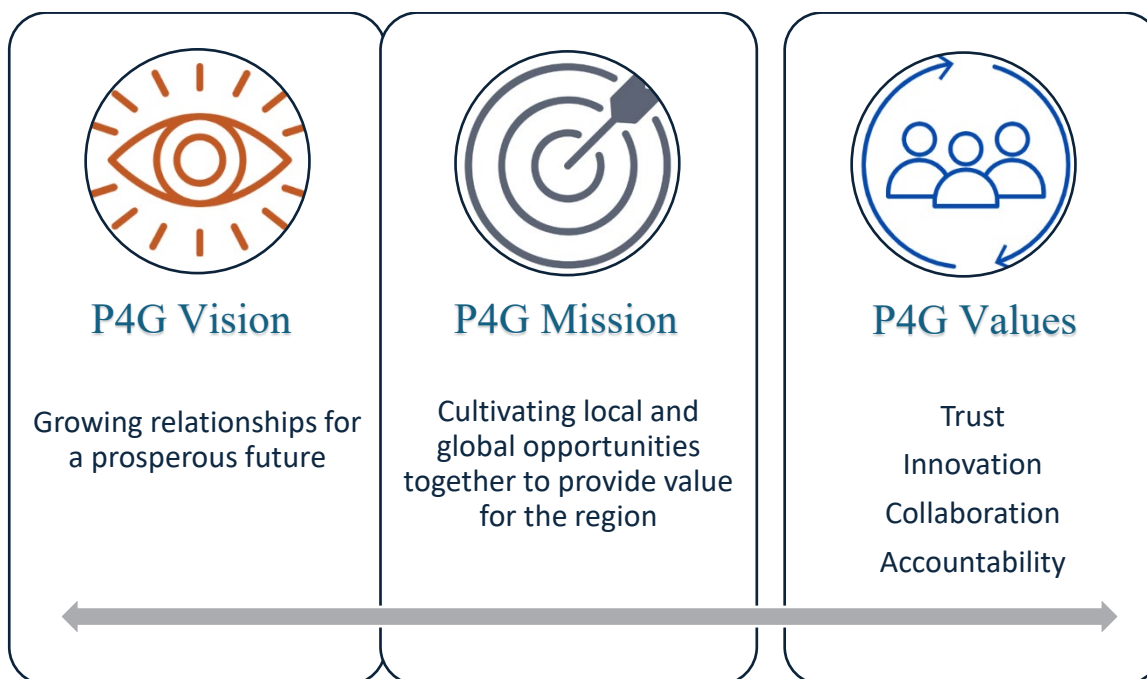 P4G Vision
Growing relationships for
a prosperous future
P4G Mission
Cultivating local and
global opportunities
together to provide value
for the region
P4G Values
Trust
Innovation
Collaboration
Accountability